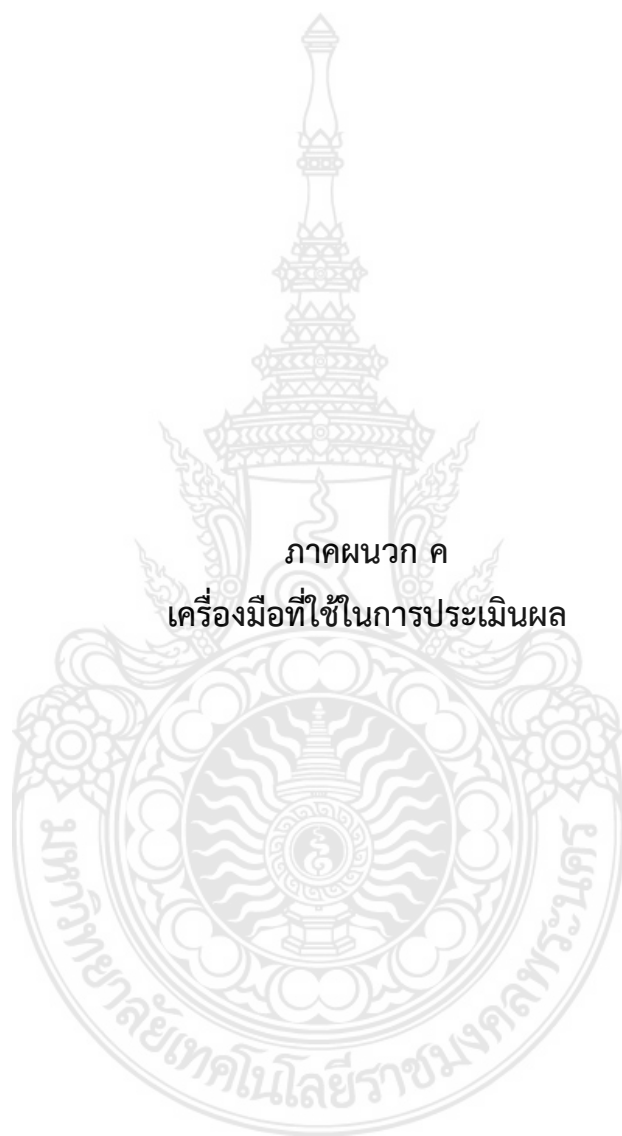 ภาคผนวก ค
เครื่องมือที่ใช้ในการประเมินผล
มหาวิทยาลัยเทคโนโลยีราชมงคลพระนคร